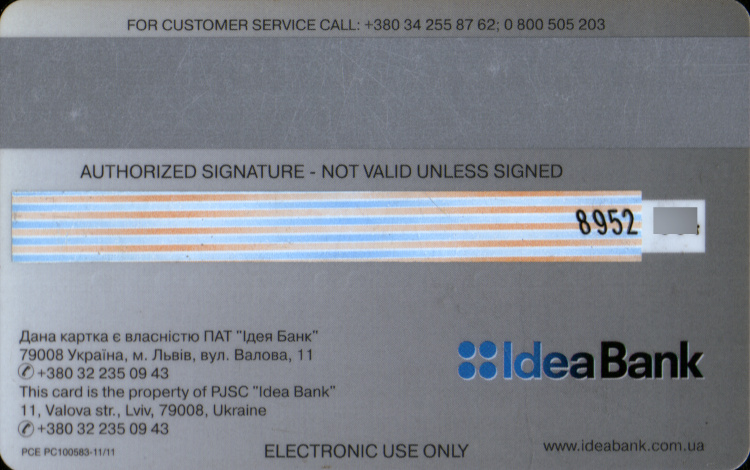 FOR CUSTOMER SERVICE CALL: +380 34 255 87 62; 0 800 505 203
AUTHORIZED SIGNATURE - NOT VALID UNLESS SIGNED
8952
Дана картка є власністю ПАТ "Ідея Банк"
79008 Україна, м. Львів, вул. Валова, 11
✆ +380 32 235 09 43
This card is the property of PJSC "Idea Bank"
11, Valova str., Lviv, 79008, Ukraine
✆ +380 32 235 09 43
IdeaBank
PCE PC100583-11/11
ELECTRONIC USE ONLY
www.ideabank.com.ua